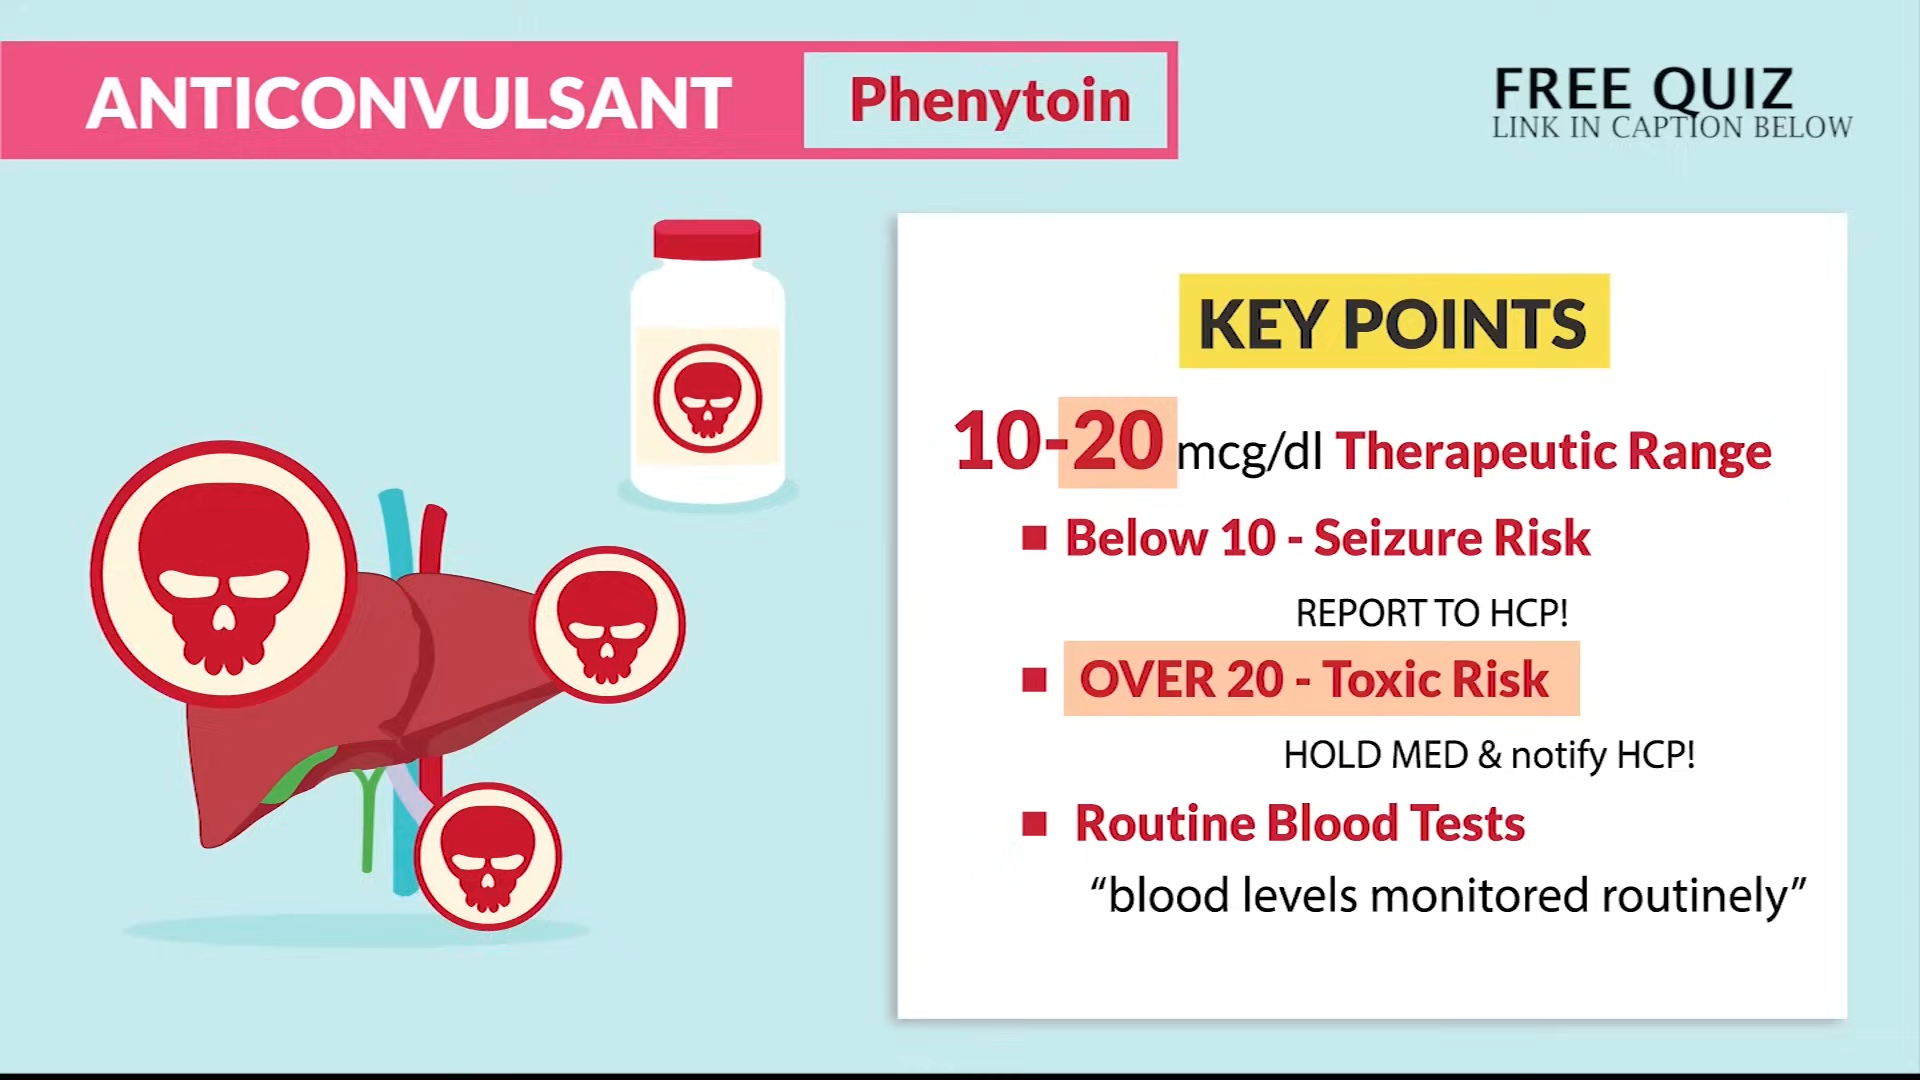 ANTICONVULSANT Phenytoin
FREE QUIZ
LINK IN CAPTION BELOW
KEY POINTS
10-20 mcg/dl Therapeutic Range
■ Below 10 - Seizure Risk
REPORT TO HCP!
■ OVER 20 - Toxic Risk
HOLD MED & notify HCP!
■ Routine Blood Tests
“blood levels monitored routinely”